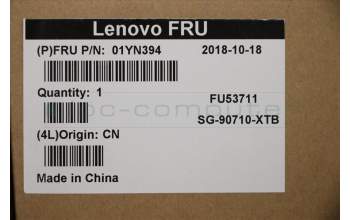 Lenovo FRU
(P)FRU P/N: 01YN394 2018-10-18
Quantity: 1
FU53711
SG-90710-XTB
(4L)Origin: CN
Made in China